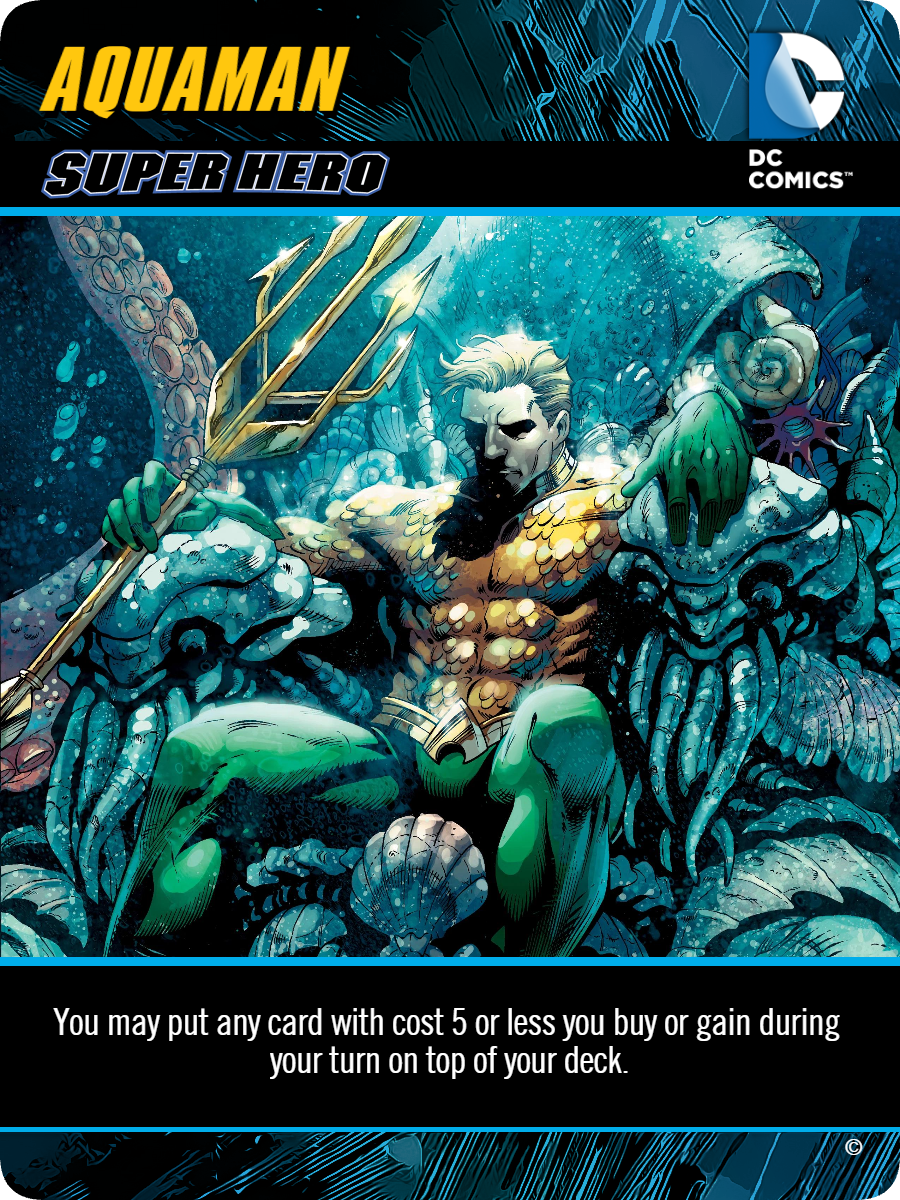 AQUAMAN
SUPER HERO
DC
COMICS™
You may put any card with cost 5 or less you buy or gain during
your turn on top of your deck.
©